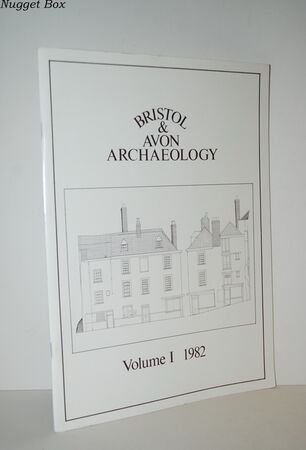 Nugget Box
BRISTOL
&
AVON
ARCHAEOLOGY
Volume I 1982